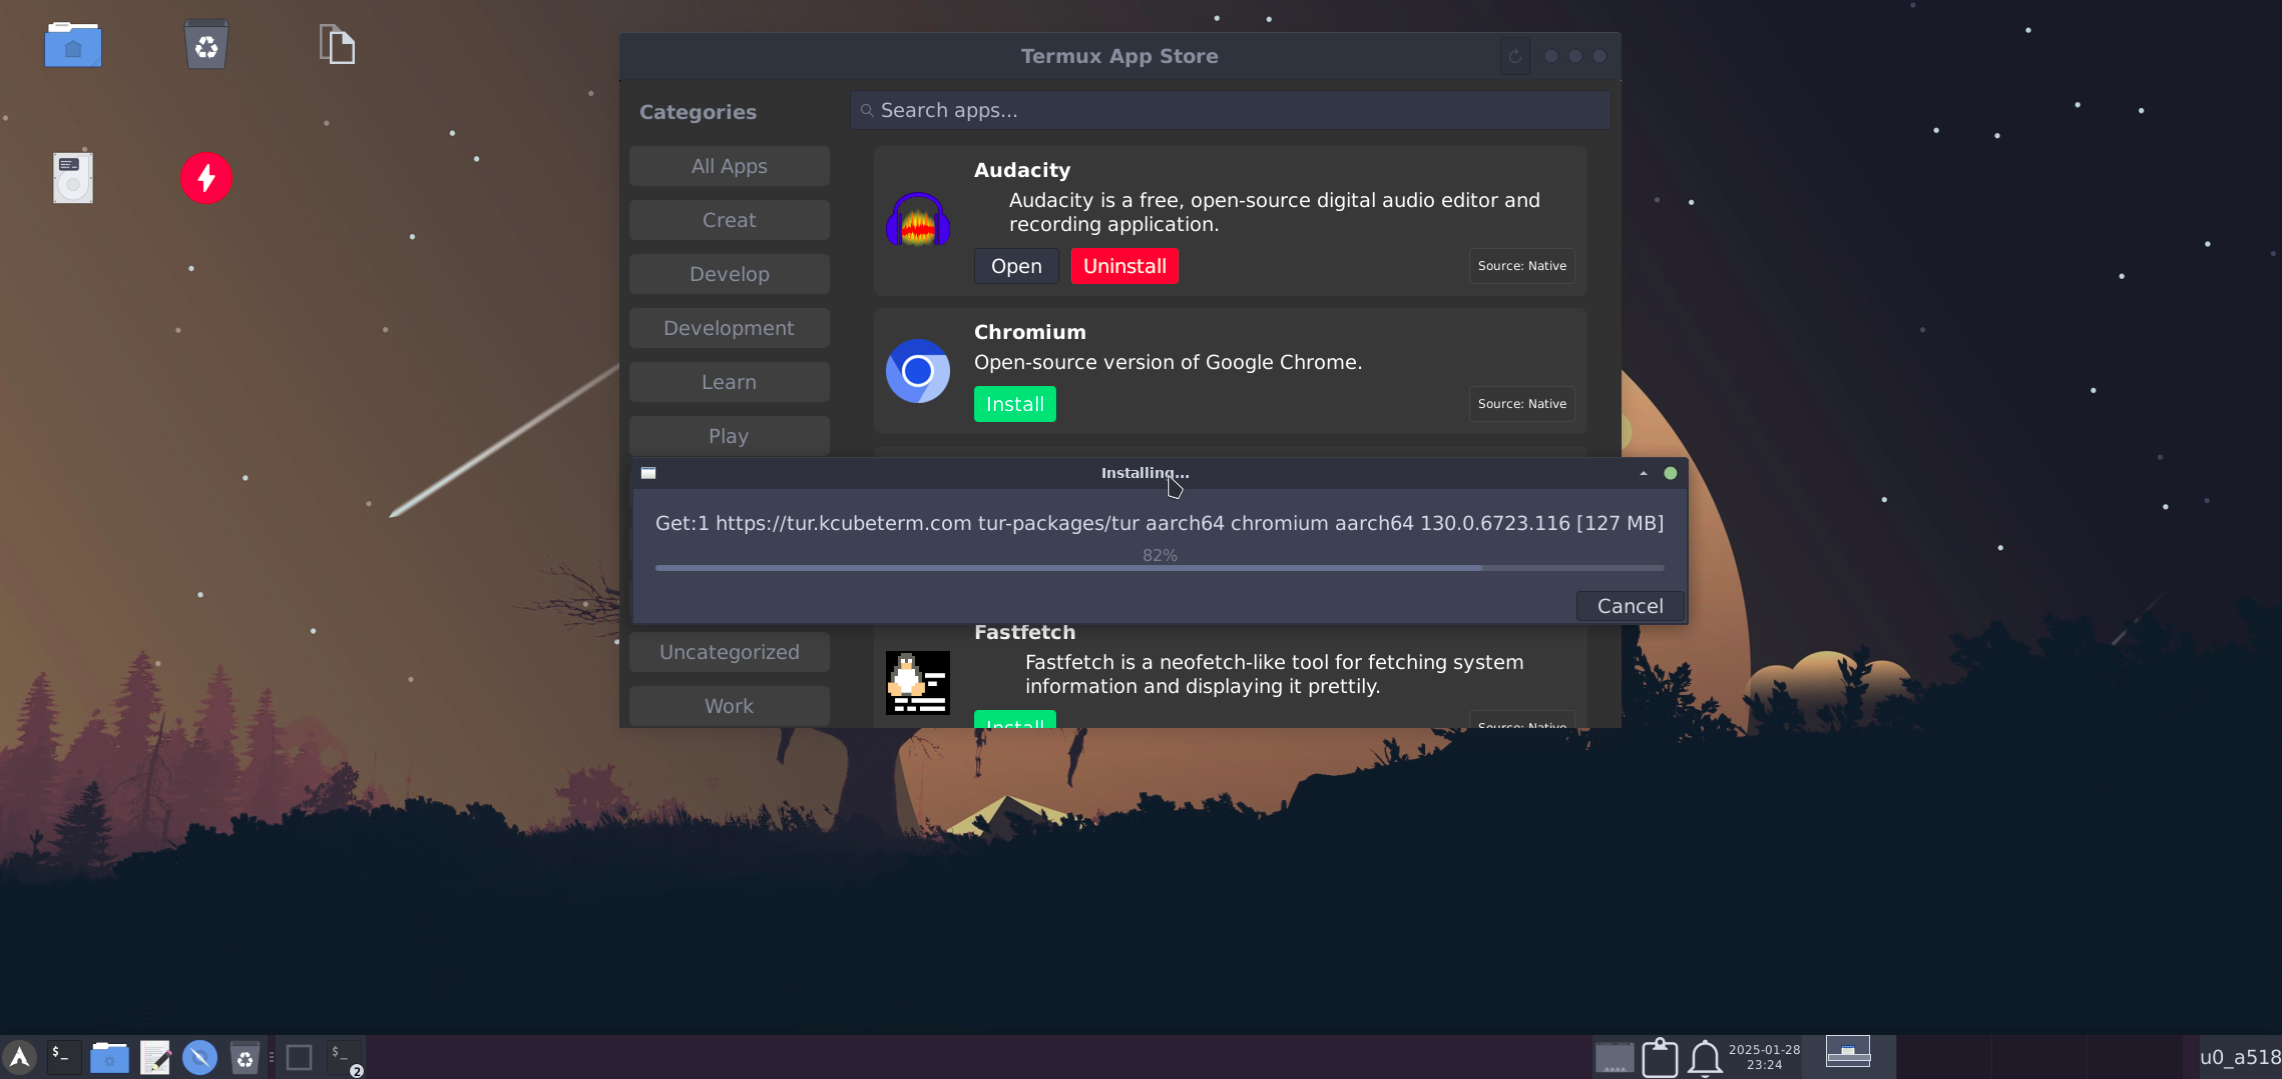 Termux App Store
Categories
Search apps...
All Apps
Creat
Develop
Development
Learn
Play
Uncategorized
Work
Audacity
Audacity is a free, open-source digital audio editor and
recording application.
Open
Uninstall
Source: Native
Chromium
Open-source version of Google Chrome.
Install
Source: Native
Installing...
Get:1 https://tur.kcubeterm.com tur-packages/tur aarch64 chromium aarch64 130.0.6723.116 [127 MB]
82%
Cancel
Fastfetch
Fastfetch is a neofetch-like tool for fetching system
information and displaying it prettily.
Install
Source: Native
$_
$_
2
2025-01-28
23:24
u0_a518